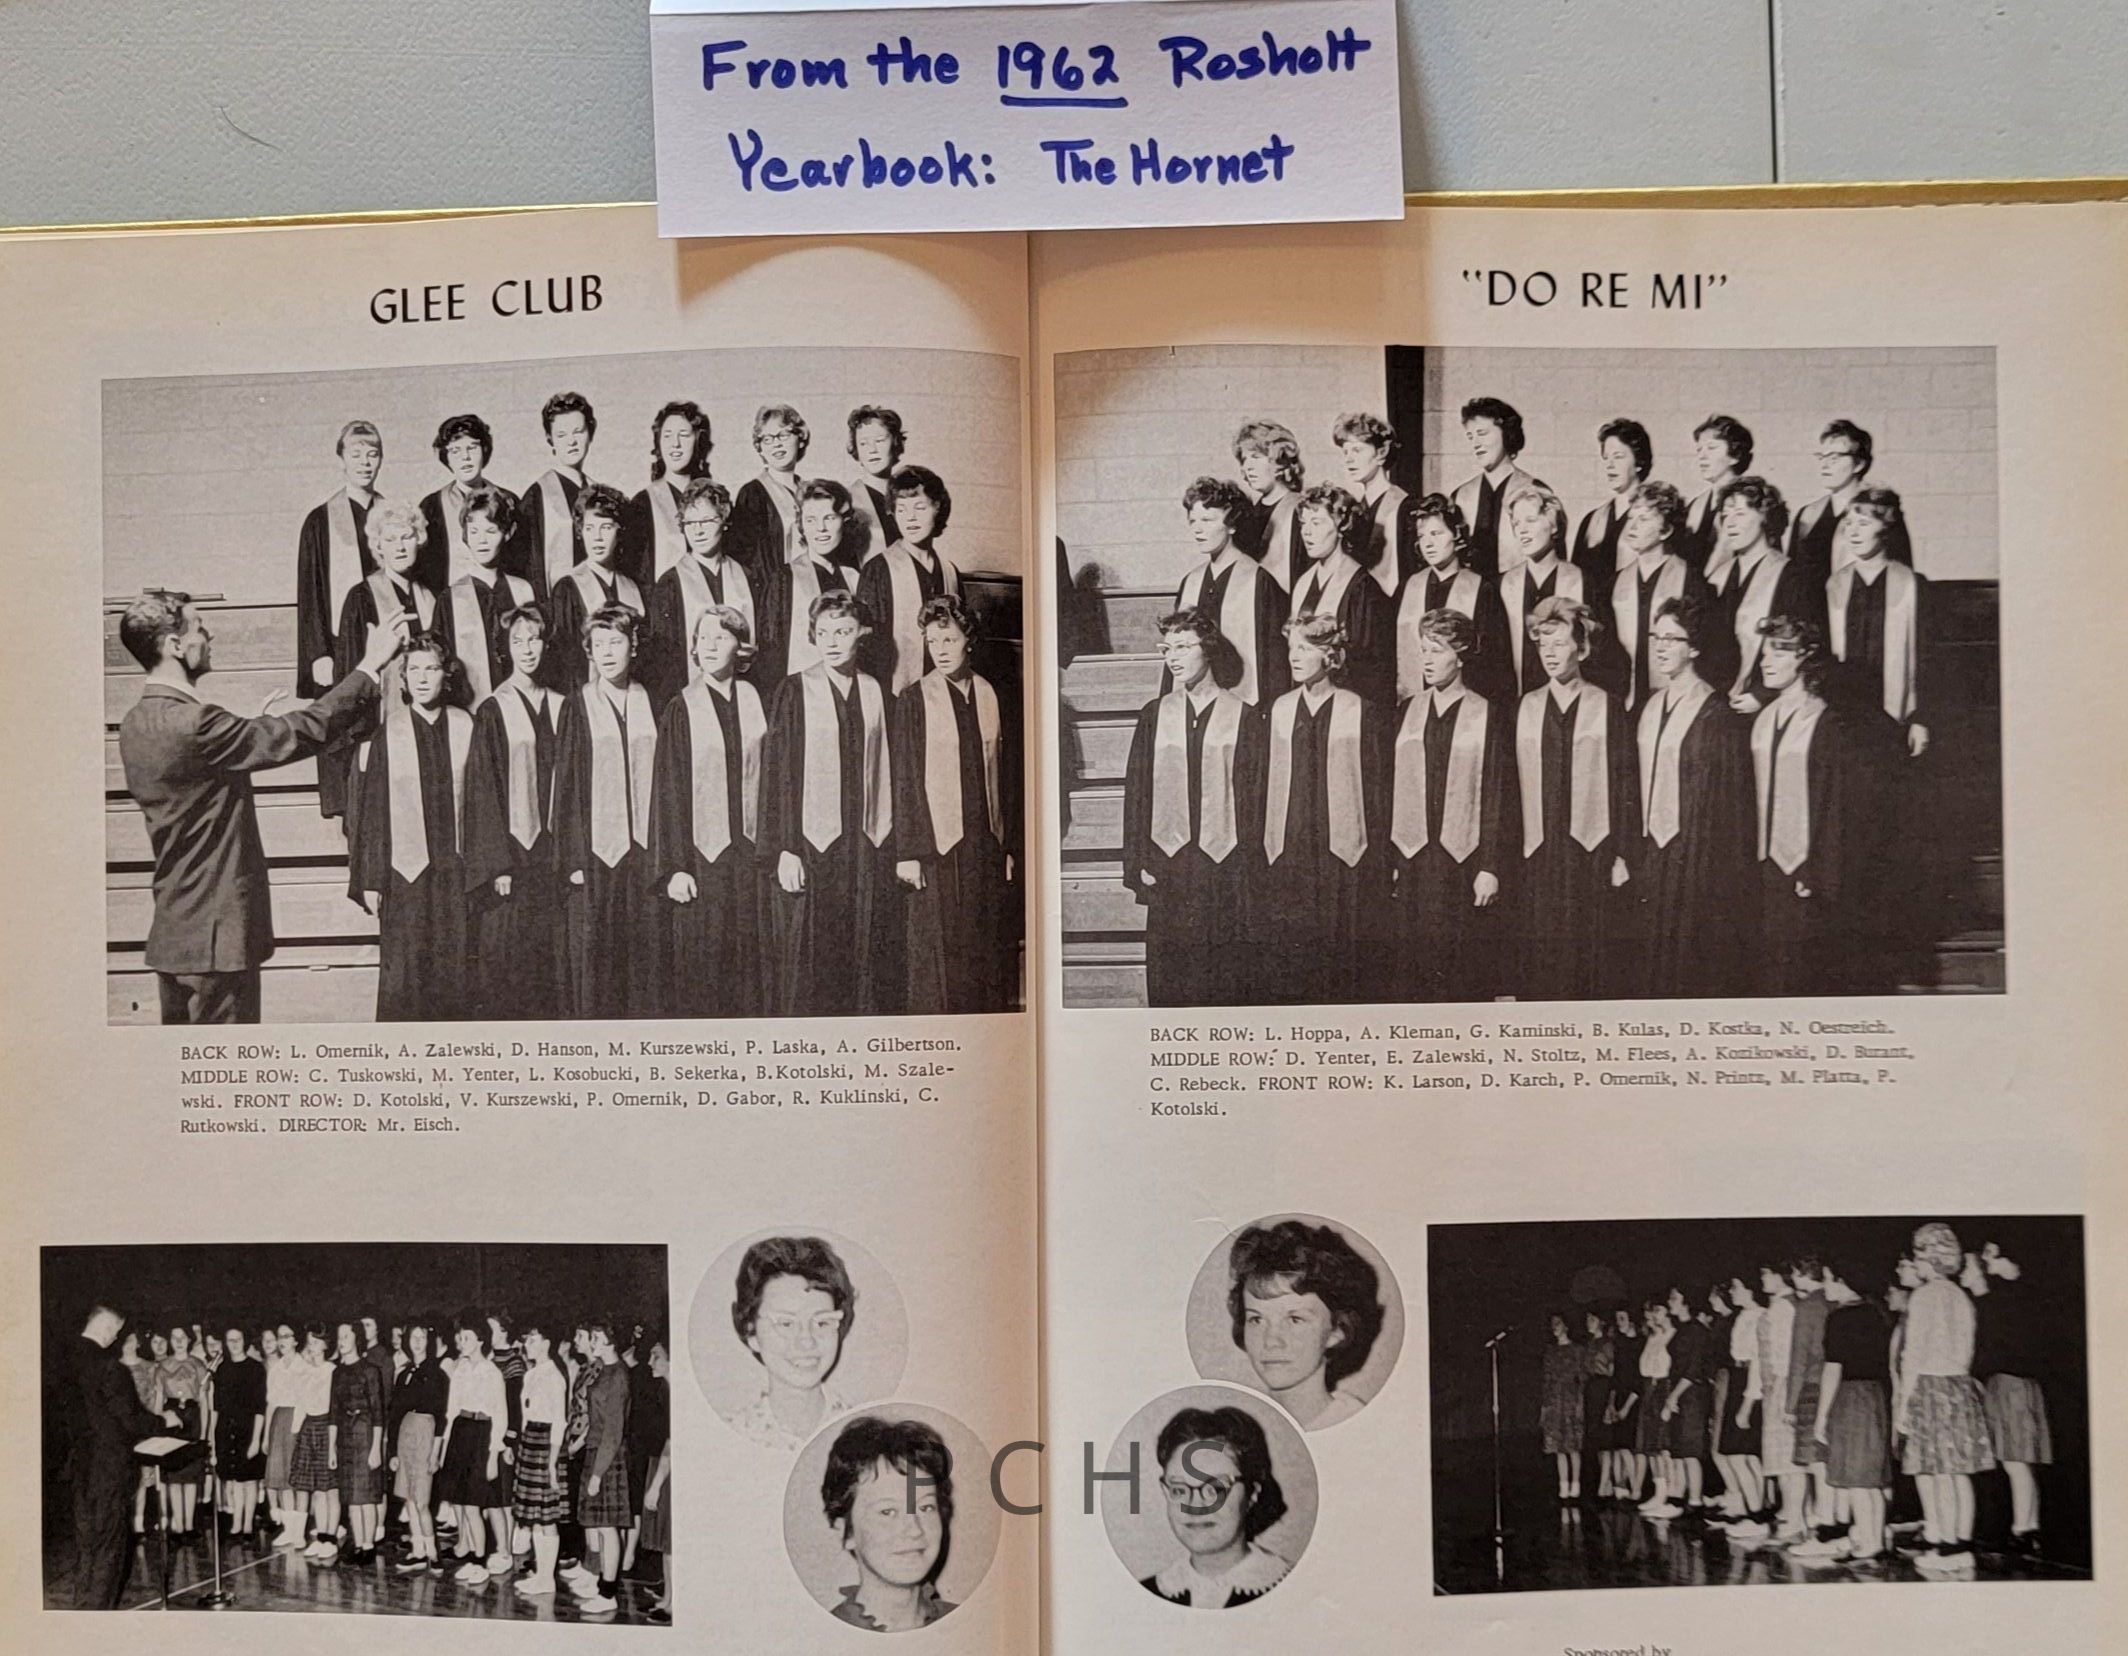 From the 1962 Rosholt
Yearbook: The Hornet
GLEE CLUB
BACK ROW: L. Omernik, A. Zalewski, D. Hanson, M. Kurszewski, P. Laska, A. Gilbertson.
MIDDLE ROW: C. Tuskowski, M. Yenter, L. Kosobucki, B. Sekerka, B. Kotolski, M. Szale-
wski. FRONT ROW: D. Kotolski, V. Kurszewski, P. Omernik, D. Gabor, R. Kuklinski, C.
Rutkowski. DIRECTOR: Mr. Eisch.
"DO RE MI"
BACK ROW: L. Hoppa, A. Kleman, G. Kaminski, B. Kulas, D. Kostka, N. Oestreich.
MIDDLE ROW: D. Yenter, E. Zalewski, N. Stoltz, M. Flees, A. Kozikowski, D. Burant,
C. Rebeck. FRONT ROW: K. Larson, D. Karch, P. Omernik, N. Printz, M. Platta, P.
Kotolski.
PCHS
Sponsored by